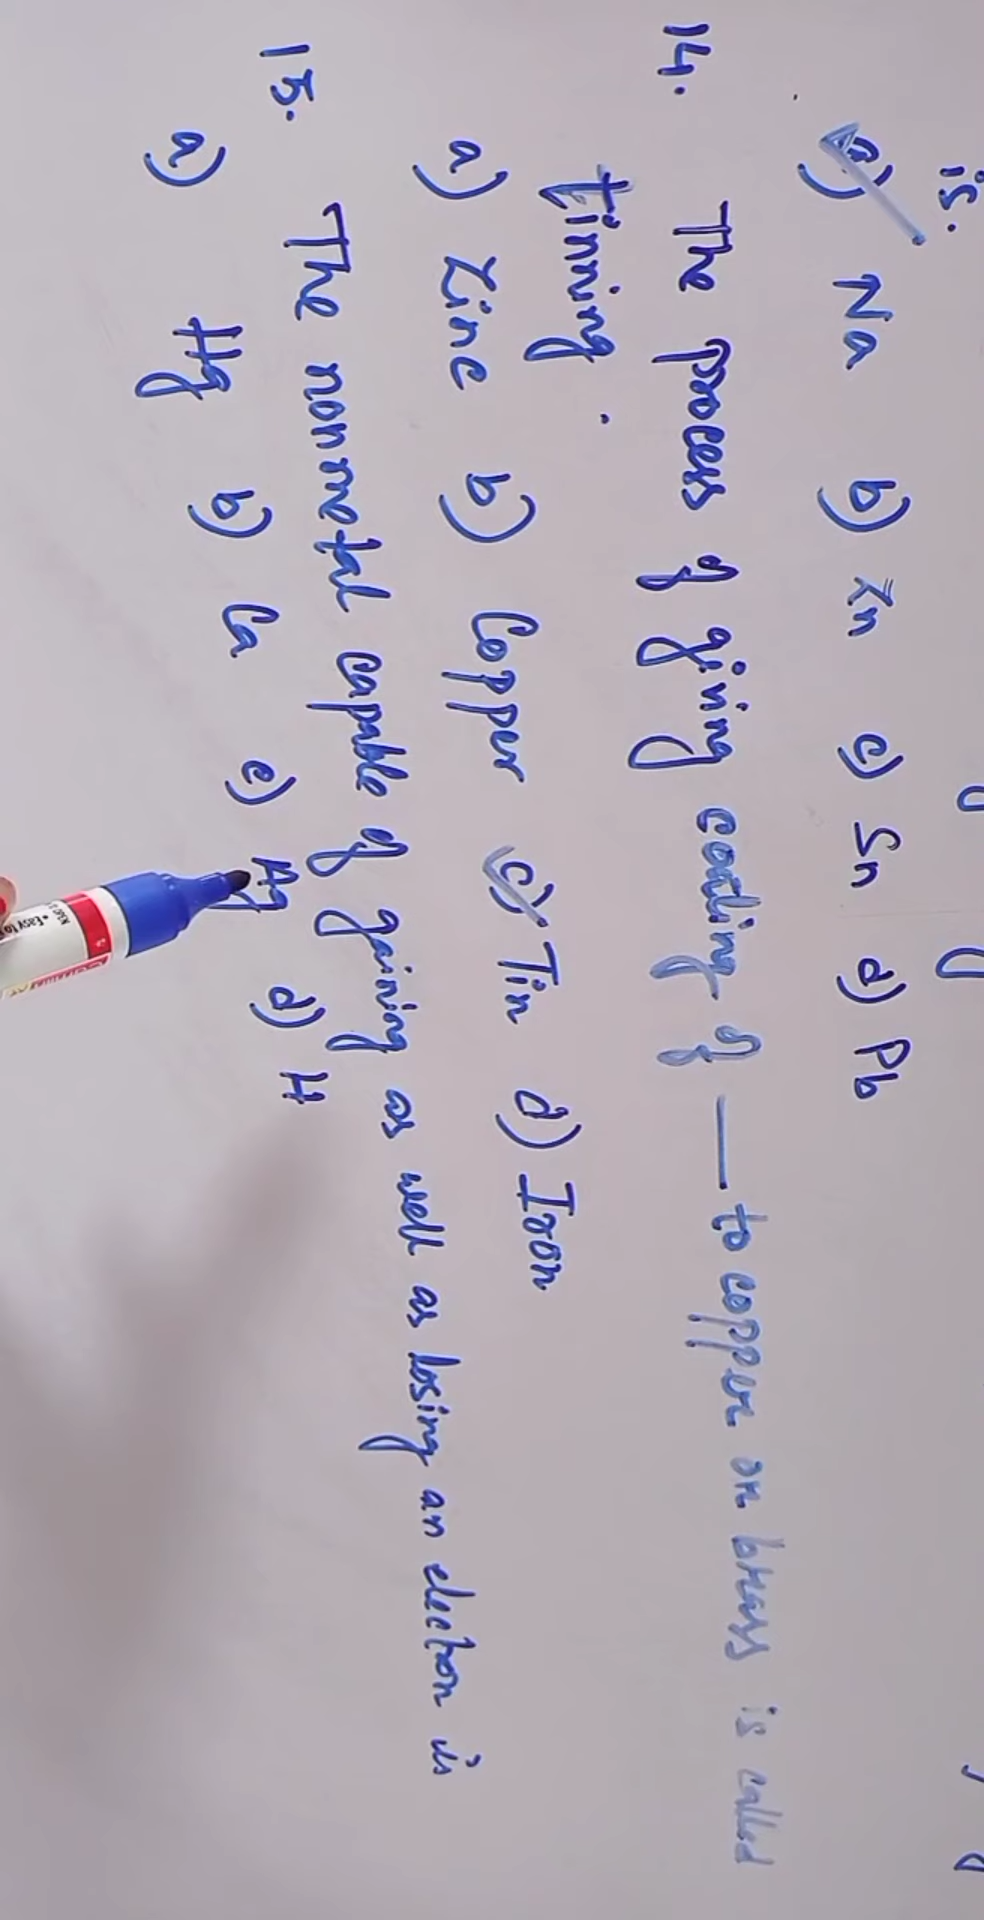 is.
a) Na b) Zn c) Sn d) Pb
14. The process of giving coating of — to copper on brass is called
tinning.
a) Zinc b) Copper c) Tin d) Iron
15. The nonmetal capable of gaining as well as losing an electron is
a) Hg b) Ca c) Ag d) H